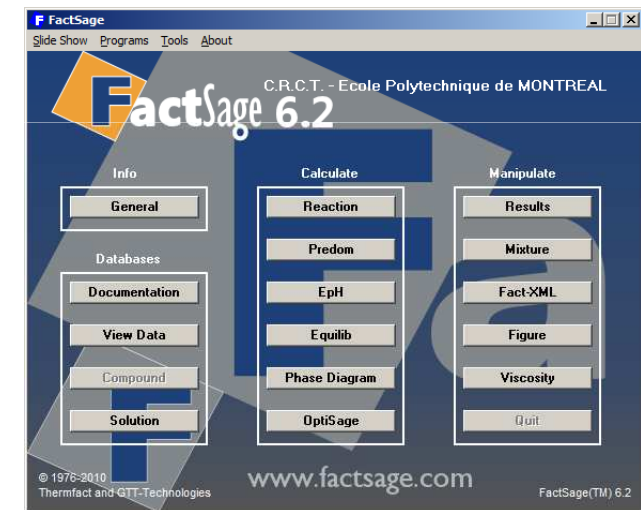 FactSage
Slide Show Programs Tools About
C.R.C.T. - Ecole Polytechnique de MONTREAL
FactSage 6.2
Info
General
Databases
Documentation
View Data
Compound
Solution
Calculate
Reaction
Predom
EpH
Equilib
Phase Diagram
OptiSage
Manipulate
Results
Mixture
Fact-XML
Figure
Viscosity
Quit
© 1976-2010
Thermfact and GTT-Technologies
www.factsage.com
FactSage(TM) 6.2